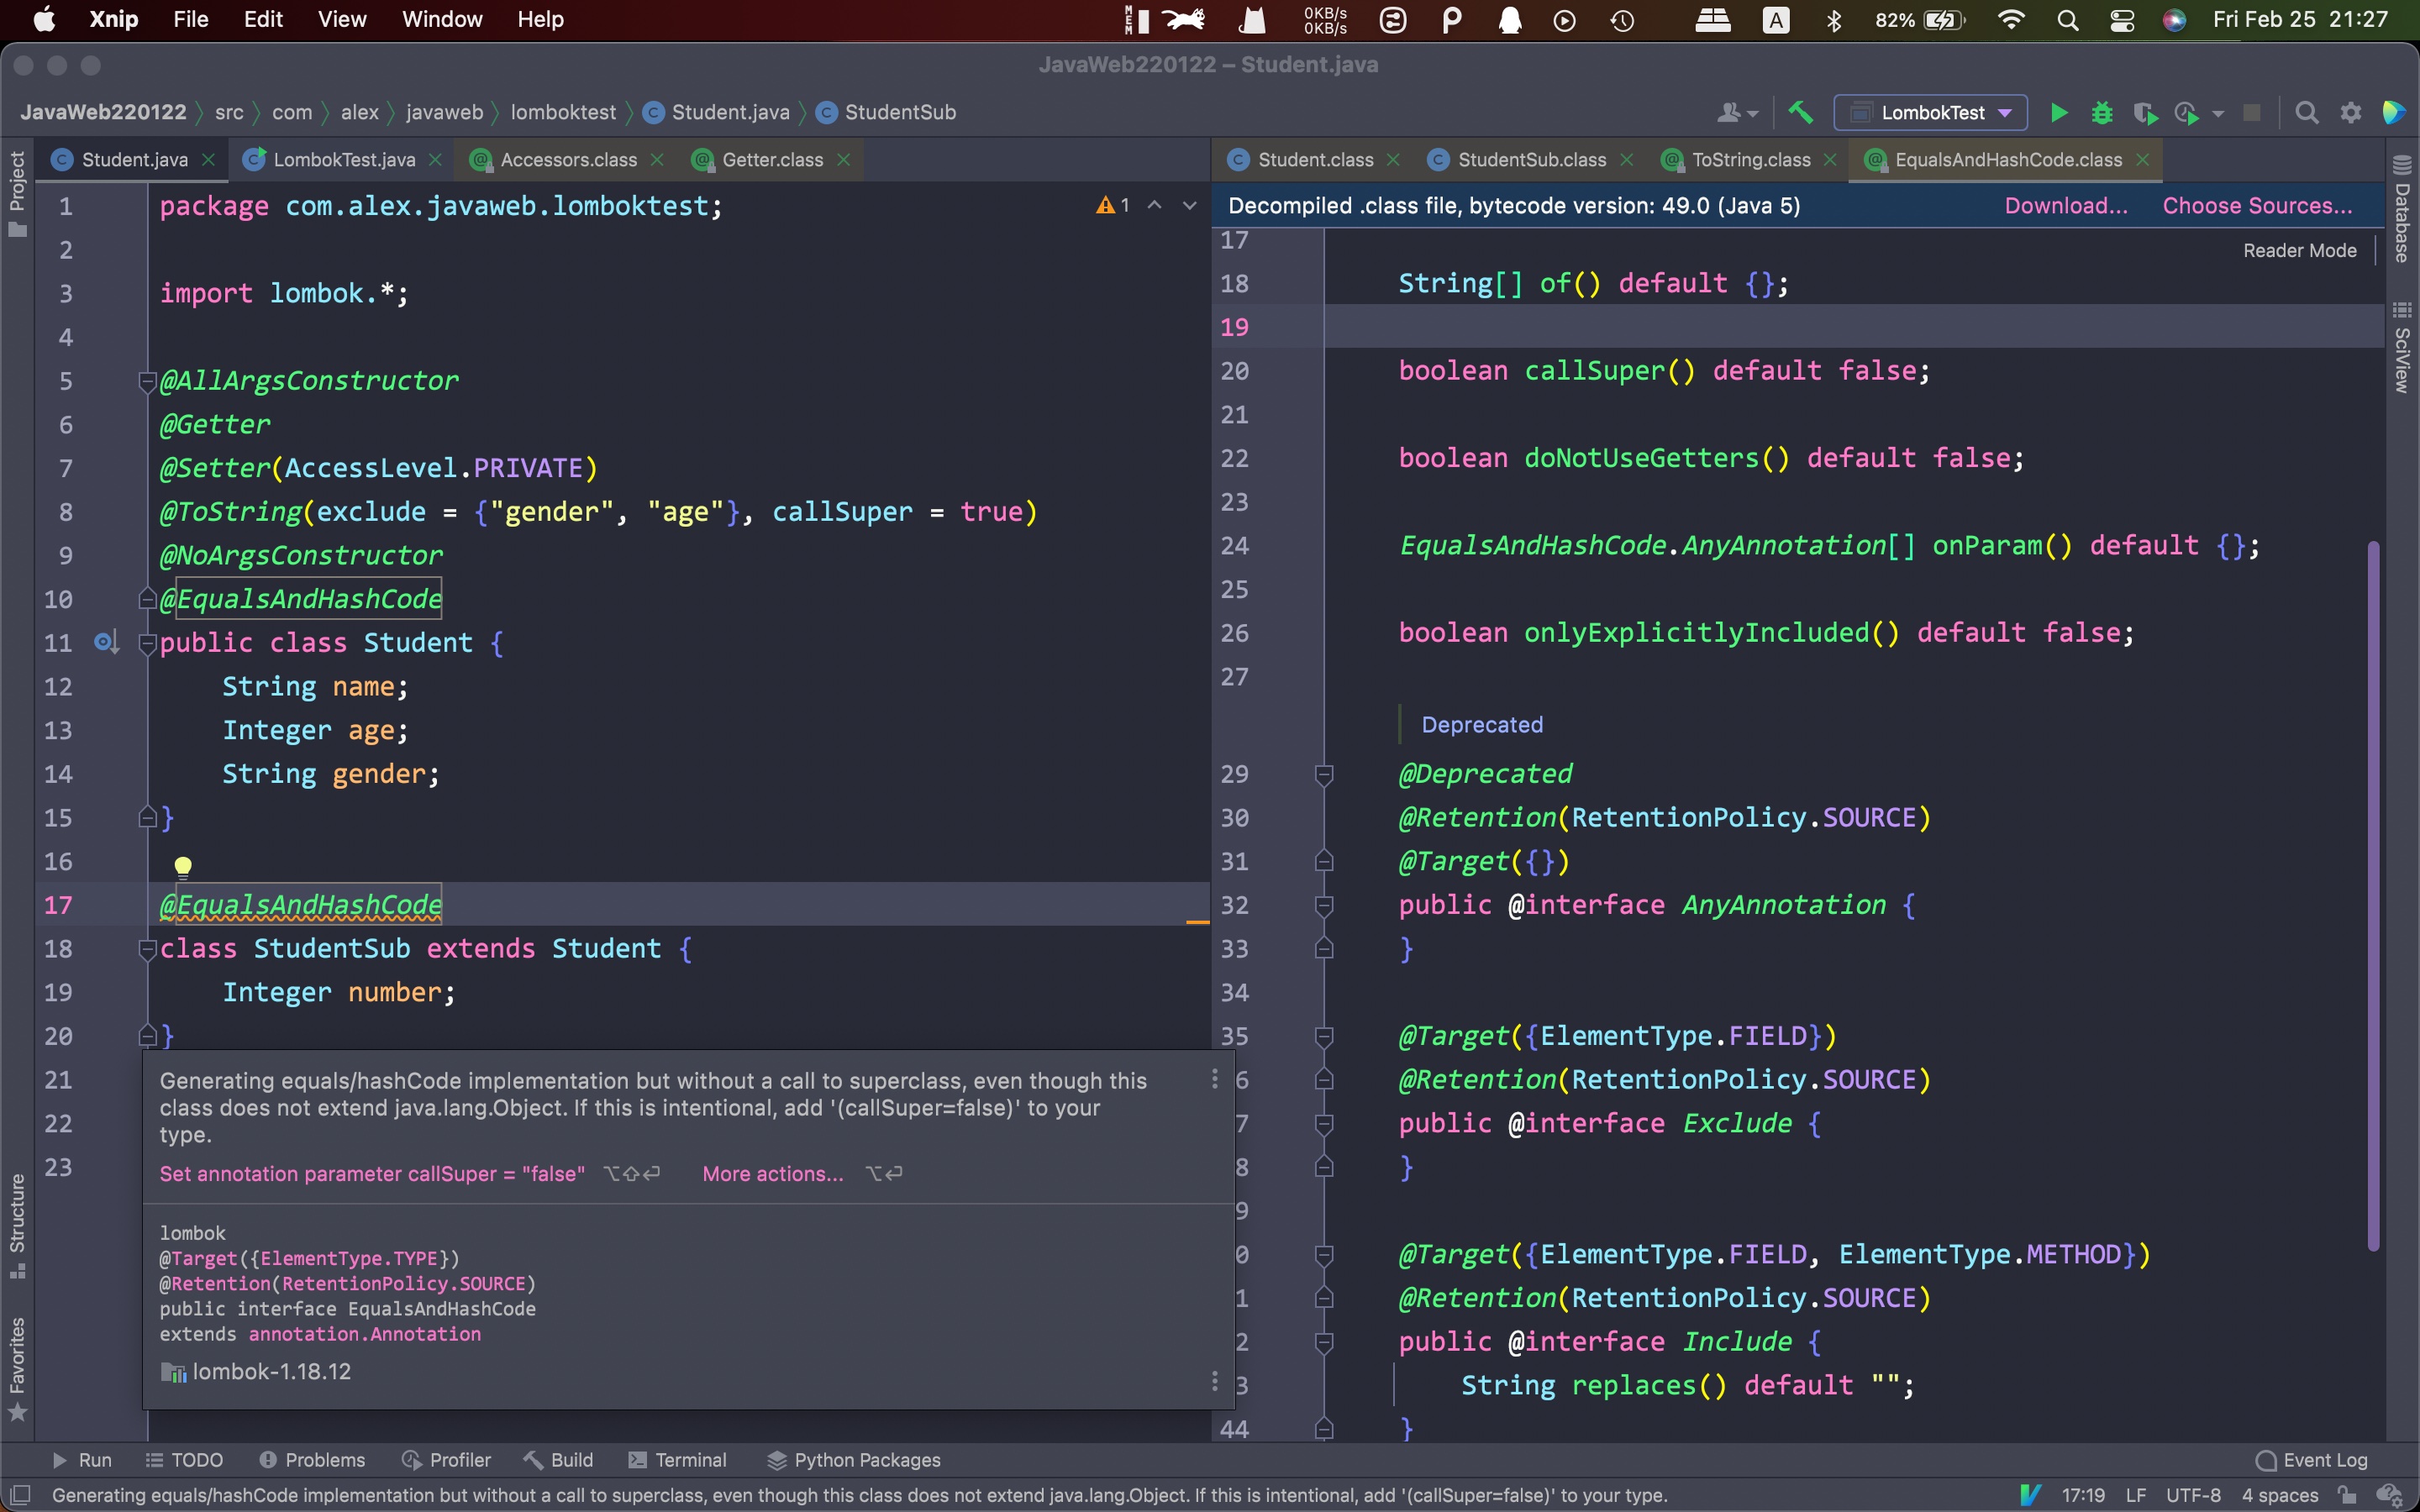 Xnip File Edit View Window Help MEM 0KB/s 0KB/s A 82% Fri Feb 25 21:27
JavaWeb220122 – Student.java
JavaWeb220122 src com alex javaweb lomboktest Student.java StudentSub LombokTest
Student.java LombokTest.java Accessors.class Getter.class
Student.class StudentSub.class ToString.class EqualsAndHashCode.class
Project
Structure
Favorites
1 package com.alex.javaweb.lomboktest;
1
2
3 import lombok.*;
4
5 @AllArgsConstructor
6 @Getter
7 @Setter(AccessLevel.PRIVATE)
8 @ToString(exclude = {"gender", "age"}, callSuper = true)
9 @NoArgsConstructor
10 @EqualsAndHashCode
11 public class Student {
12 String name;
13 Integer age;
14 String gender;
15 }
16
17 @EqualsAndHashCode
18 class StudentSub extends Student {
19 Integer number;
20 }
21
22
23
Generating equals/hashCode implementation but without a call to superclass, even though this
class does not extend java.lang.Object. If this is intentional, add '(callSuper=false)' to your
type.
Set annotation parameter callSuper = "false" ⌥⇧⏎ More actions... ⌥⏎
lombok
@Target({ElementType.TYPE})
@Retention(RetentionPolicy.SOURCE)
public interface EqualsAndHashCode
extends annotation.Annotation
lombok-1.18.12
Decompiled .class file, bytecode version: 49.0 (Java 5) Download... Choose Sources...
Reader Mode
17
18 String[] of() default {};
19
20 boolean callSuper() default false;
21
22 boolean doNotUseGetters() default false;
23
24 EqualsAndHashCode.AnyAnnotation[] onParam() default {};
25
26 boolean onlyExplicitlyIncluded() default false;
27
Deprecated
29 @Deprecated
30 @Retention(RetentionPolicy.SOURCE)
31 @Target({})
32 public @interface AnyAnnotation {
33 }
34
35 @Target({ElementType.FIELD})
6 @Retention(RetentionPolicy.SOURCE)
7 public @interface Exclude {
8 }
9
0 @Target({ElementType.FIELD, ElementType.METHOD})
1 @Retention(RetentionPolicy.SOURCE)
2 public @interface Include {
3 String replaces() default "";
44 }
Database
SciView
Run TODO Problems Profiler Build Terminal Python Packages Event Log
Generating equals/hashCode implementation but without a call to superclass, even though this class does not extend java.lang.Object. If this is intentional, add '(callSuper=false)' to your type. 17:19 LF UTF-8 4 spaces